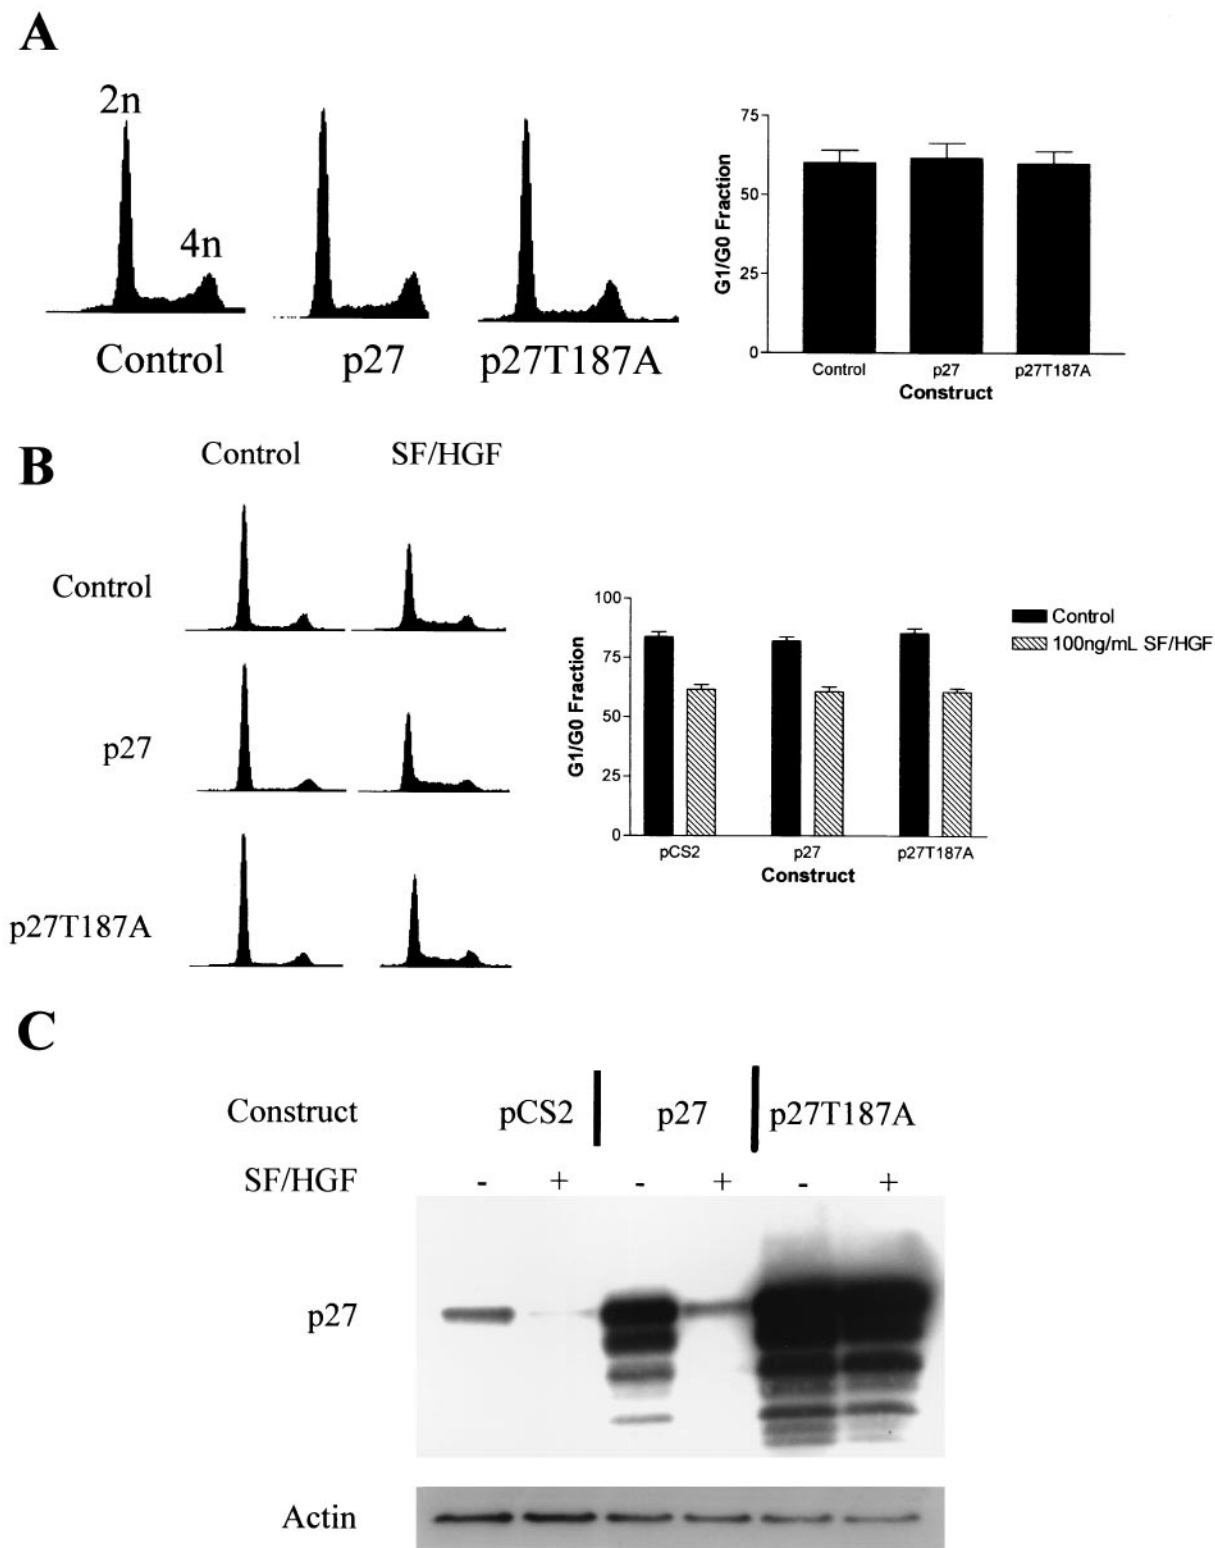 A
2n
4n
Control
p27
p27T187A
G1/G0 Fraction
75
50
25
0
Control
p27
p27T187A
Construct
B
Control
SF/HGF
Control
p27
p27T187A
G1/G0 Fraction
100
75
50
25
0
pCS2
p27
p27T187A
Construct
Control
100ng/mL SF/HGF
C
Construct
pCS2
p27
p27T187A
SF/HGF
- + - + - +
p27
Actin